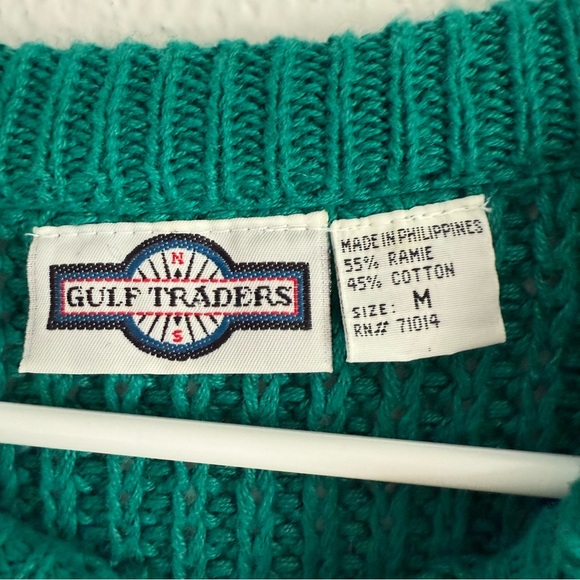 N
GULF TRADERS
S
MADE IN PHILIPPINES
55% RAMIE
45% COTTON
SIZE: M
RN# 71014